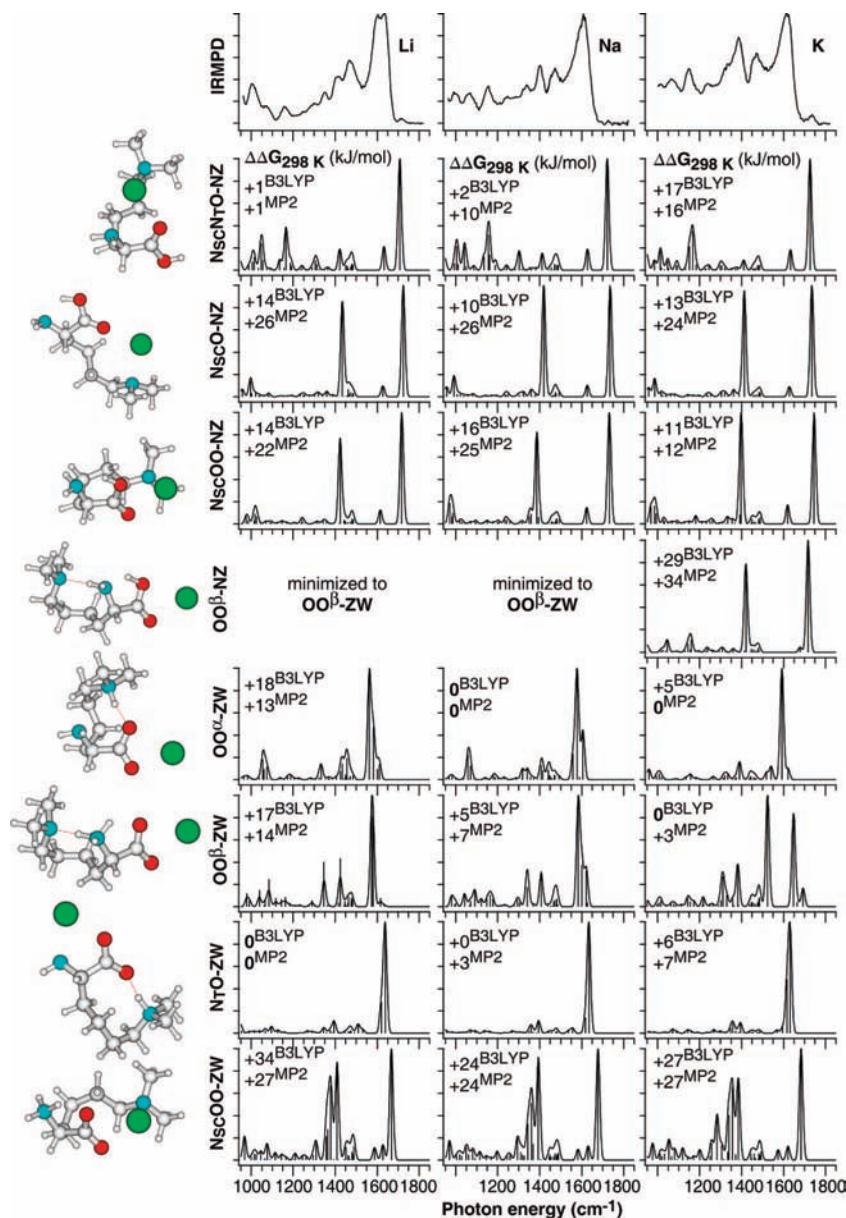 IRMPD
Li
Na
K
NSCNTO-NZ
ΔΔG298 K (kJ/mol)
+1B3LYP
+1MP2
ΔΔG298 K (kJ/mol)
+2B3LYP
+10MP2
ΔΔG298 K (kJ/mol)
+17B3LYP
+16MP2
NSCO-NZ
+14B3LYP
+26MP2
+10B3LYP
+26MP2
+13B3LYP
+24MP2
NSCOO-NZ
+14B3LYP
+22MP2
+16B3LYP
+25MP2
+11B3LYP
+12MP2
OOβ-NZ
minimized to
OOβ-ZW
minimized to
OOβ-ZW
+29B3LYP
+34MP2
OOα-ZW
+18B3LYP
+13MP2
0B3LYP
0MP2
+5B3LYP
0MP2
OOβ-ZW
+17B3LYP
+14MP2
+5B3LYP
+7MP2
0B3LYP
+3MP2
NTO-ZW
0B3LYP
0MP2
+0B3LYP
+3MP2
+6B3LYP
+7MP2
NSCOO-ZW
+34B3LYP
+27MP2
+24B3LYP
+24MP2
+27B3LYP
+27MP2
1000 1200 1400 1600 1800 1000 1200 1400 1600 1800 1000 1200 1400 1600 1800
Photon energy (cm-1)